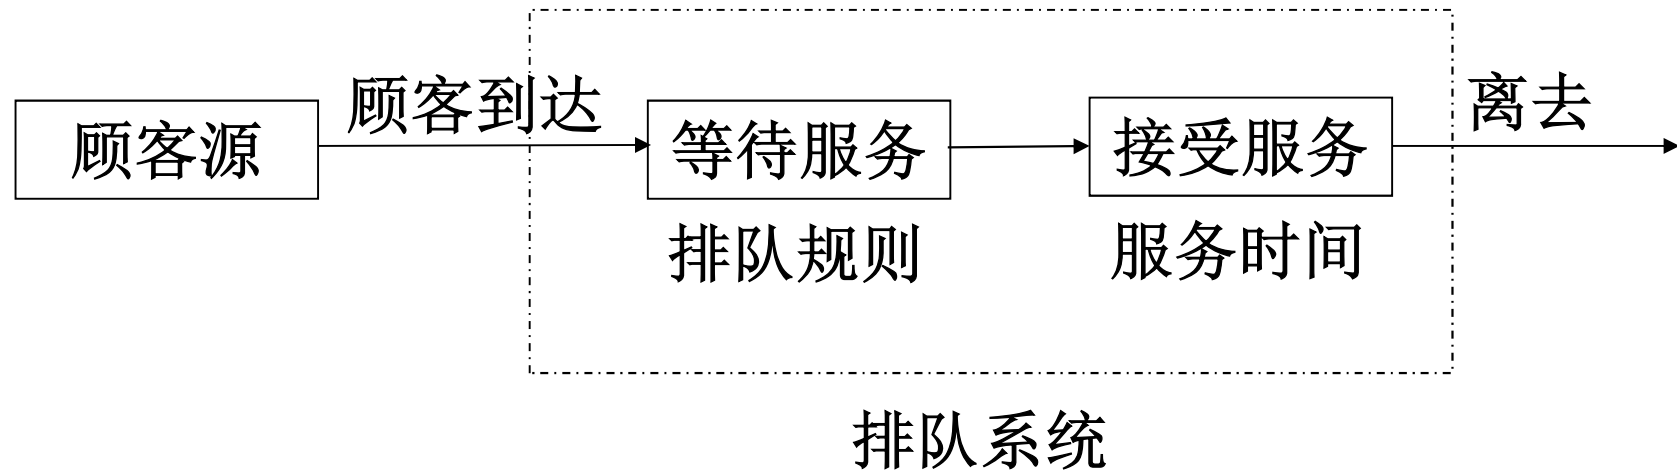 顾客源
顾客到达
等待服务
接受服务
离去
排队规则
服务时间
排队系统